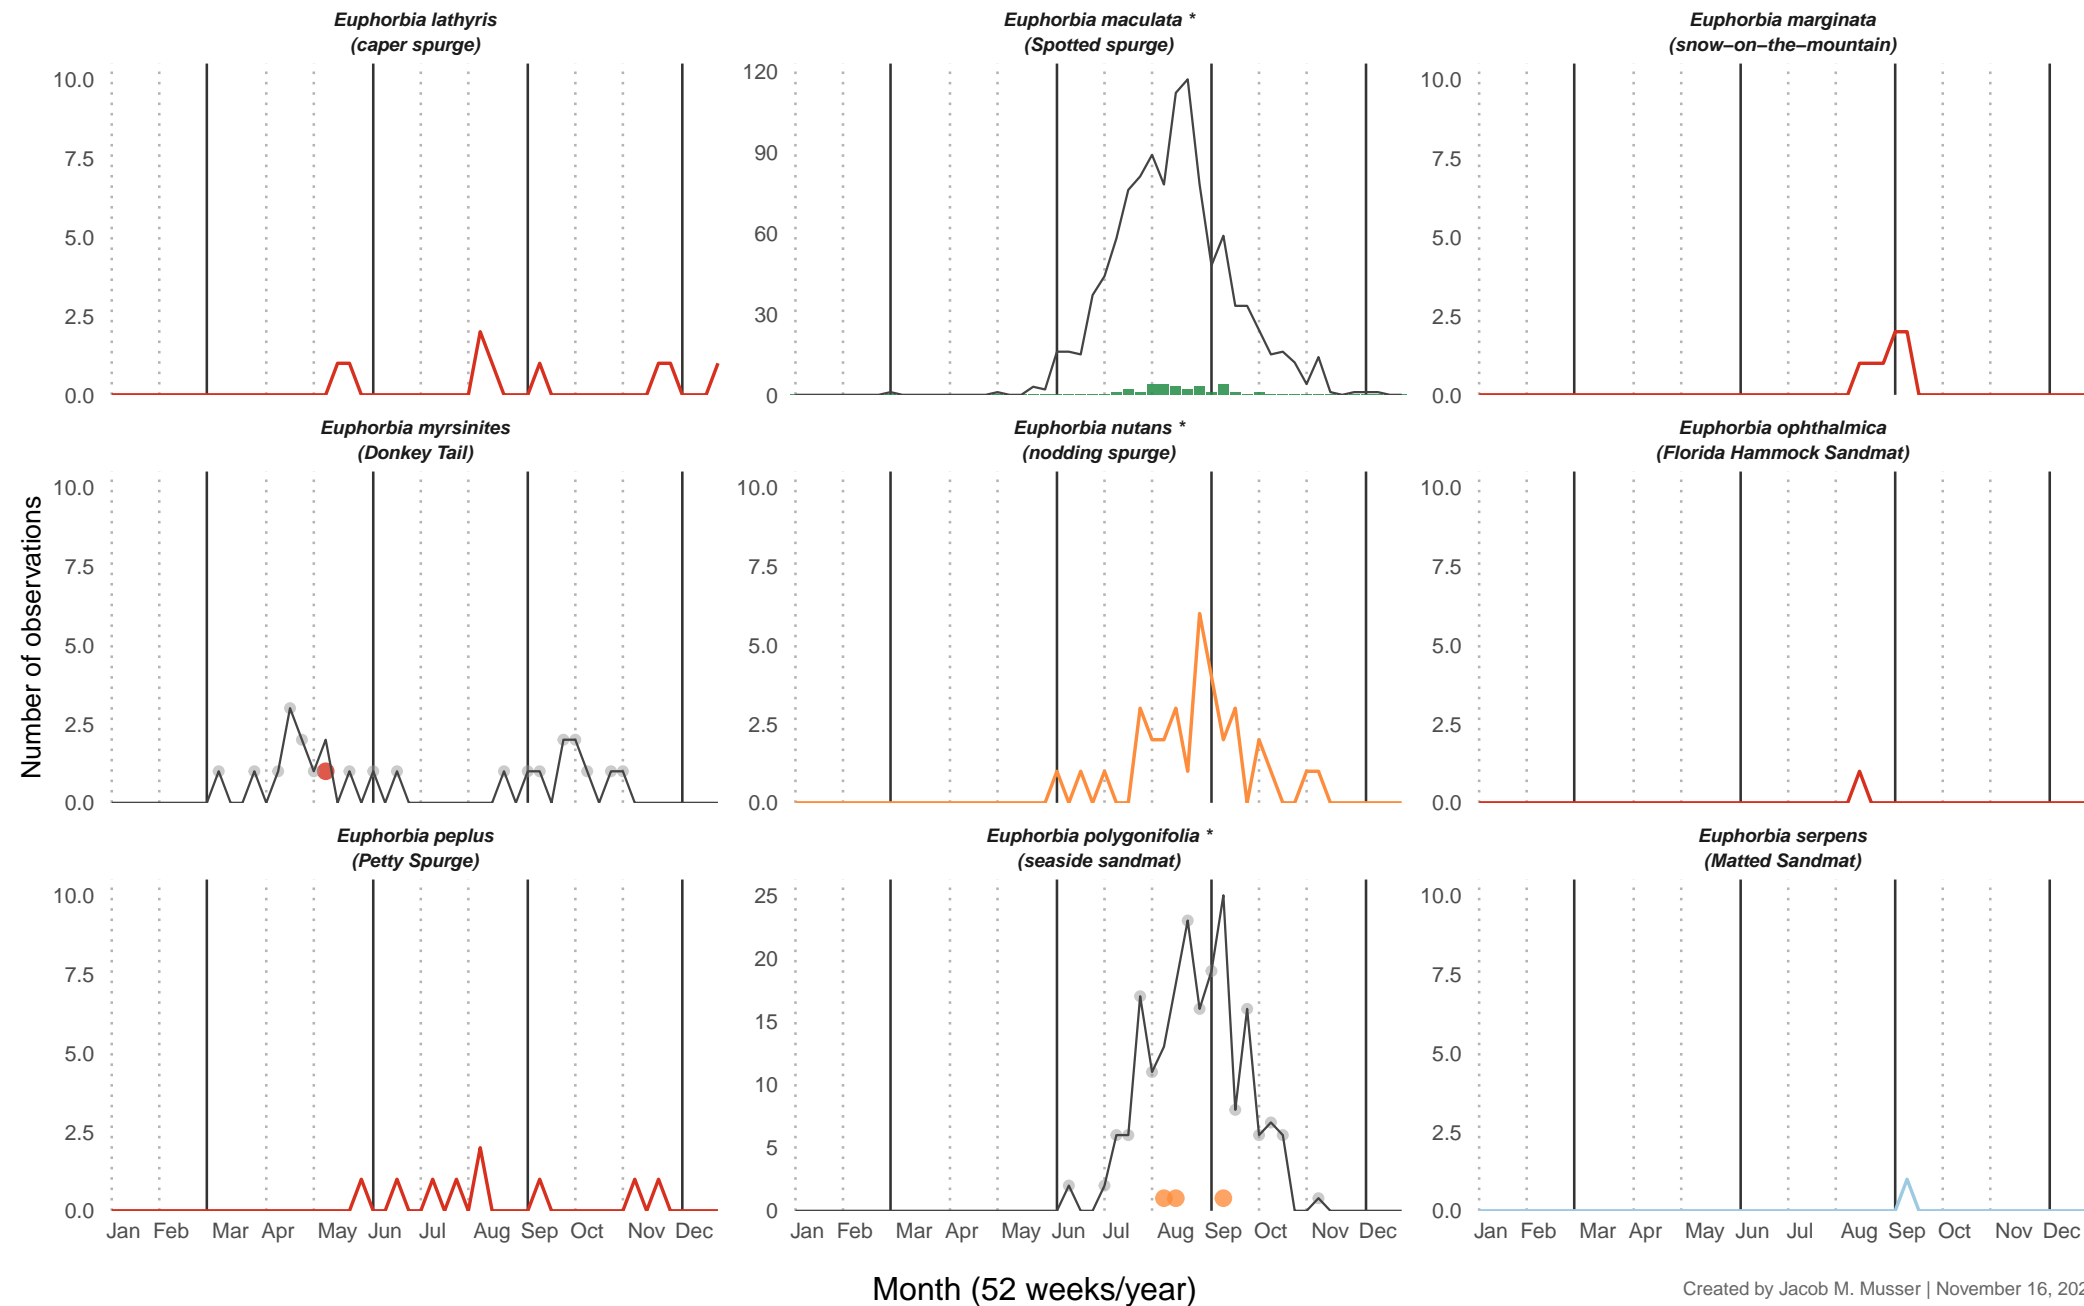 Euphorbia lathyris
(caper spurge)
Euphorbia maculata *
(Spotted spurge)
Euphorbia marginata
(snow–on–the–mountain)
10.0
7.5
5.0
2.5
0.0
120
90
60
30
0
10.0
7.5
5.0
2.5
0.0
Euphorbia myrsinites
(Donkey Tail)
Euphorbia nutans *
(nodding spurge)
Euphorbia ophthalmica
(Florida Hammock Sandmat)
10.0
7.5
5.0
2.5
0.0
10.0
7.5
5.0
2.5
0.0
10.0
7.5
5.0
2.5
0.0
Number of observations
Euphorbia peplus
(Petty Spurge)
Euphorbia polygonifolia *
(seaside sandmat)
Euphorbia serpens
(Matted Sandmat)
10.0
7.5
5.0
2.5
0.0
25
20
15
10
5
0
10.0
7.5
5.0
2.5
0.0
Jan Feb Mar Apr May Jun Jul Aug Sep Oct Nov Dec
Jan Feb Mar Apr May Jun Jul Aug Sep Oct Nov Dec
Jan Feb Mar Apr May Jun Jul Aug Sep Oct Nov Dec
Month (52 weeks/year)
Created by Jacob M. Musser | November 16, 202